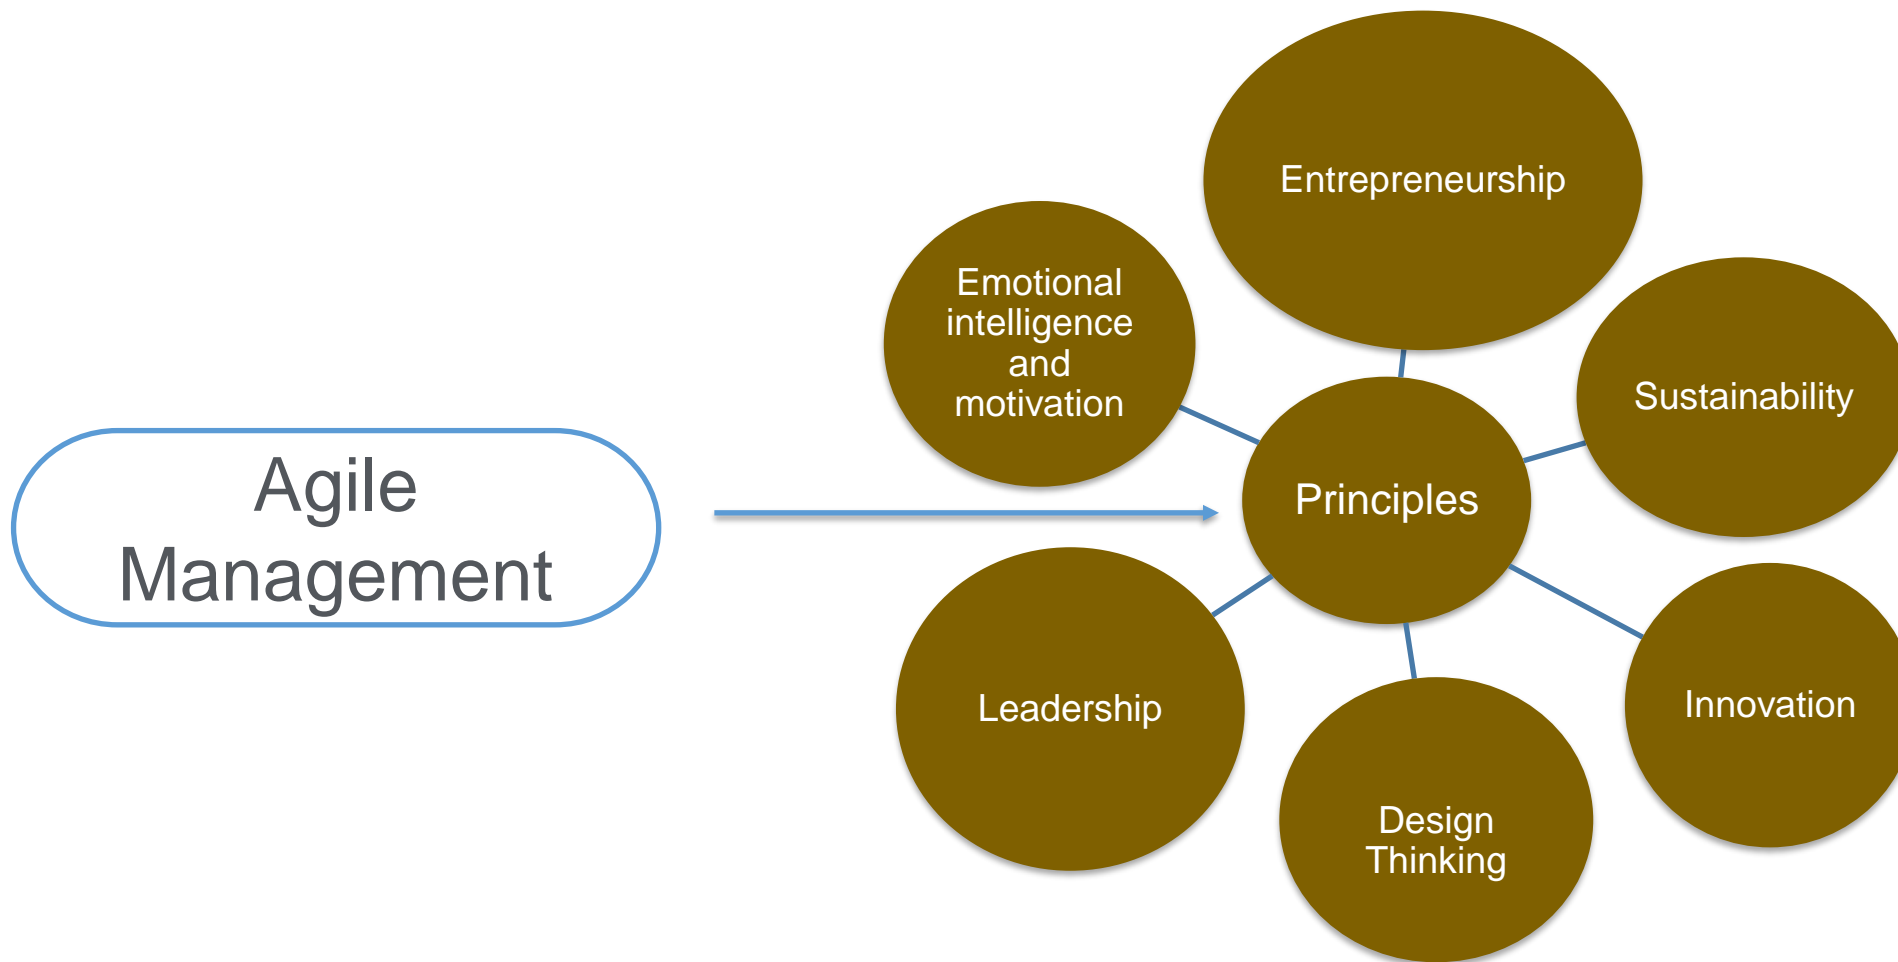 Agile
Management
Entrepreneurship
Emotional
intelligence
and
motivation
Sustainability
Principles
Leadership
Innovation
Design
Thinking